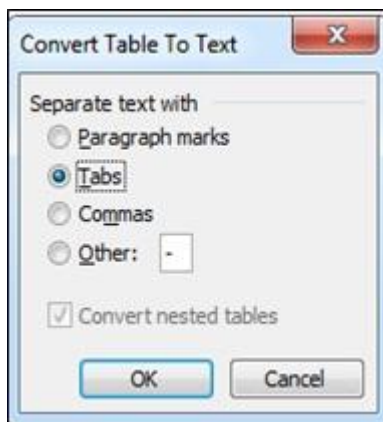 Convert Table To Text
Separate text with
Paragraph marks
Tabs
Commas
Other: -
Convert nested tables
OK Cancel